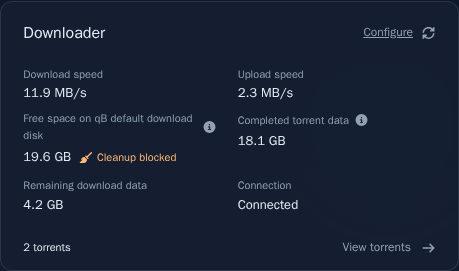 Downloader
Configure
Download speed
11.9 MB/s
Upload speed
2.3 MB/s
Free space on qB default download
disk
19.6 GB
Cleanup blocked
Completed torrent data
18.1 GB
Remaining download data
4.2 GB
Connection
Connected
2 torrents
View torrents